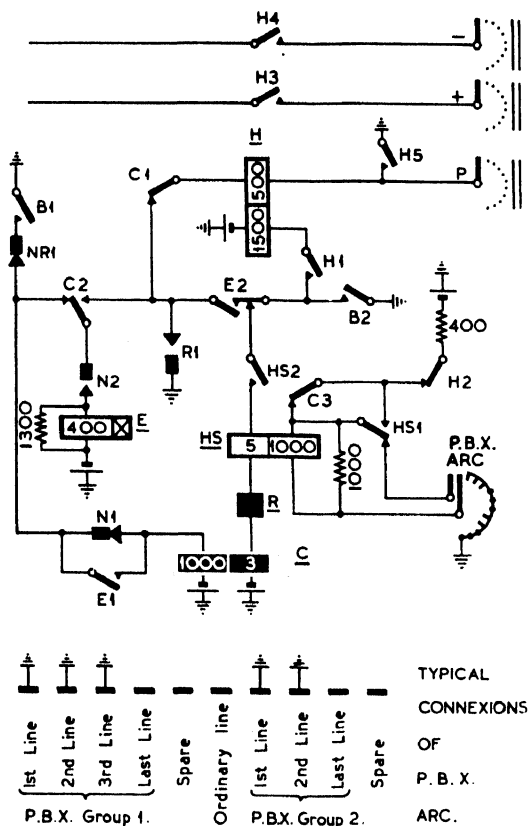 H4
−
H3
+
H
H5
P
C1
500
1500
B1
NR1
H1
C2
E2
B2
400
R1
N2
HS2
C3
H2
1300
400
E
HS1
HS
5
1000
1000
P.B.X.
ARC
R
N1
1000
3
C
E1
1st Line
2nd Line
3rd Line
Last Line
Spare
Ordinary line
1st Line
2nd Line
Last Line
Spare
P.B.X. Group 1.
P.B.X. Group 2.
TYPICAL
CONNEXIONS
OF
P. B. X.
ARC.